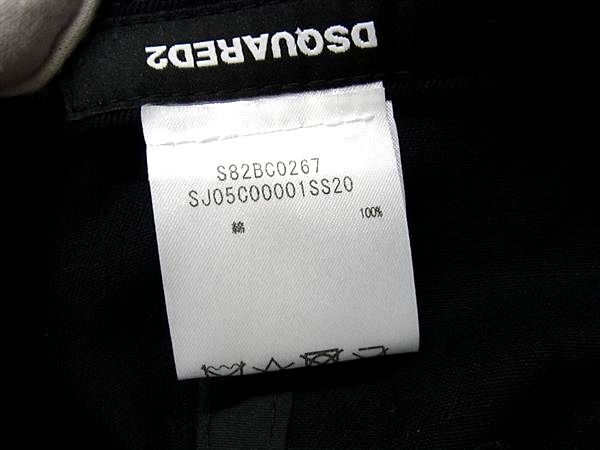 DSQUARED2
S82BC0267
SJ05C00001SS20
綿 100%